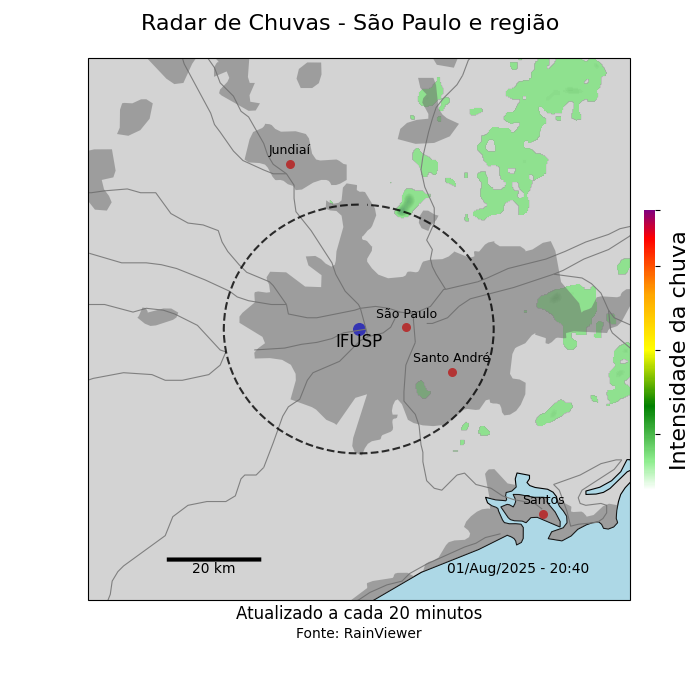 Radar de Chuvas - São Paulo e região
Jundiaí
São Paulo
IFUSP
Santo André
Intensidade da chuva
Santos
20 km
01/Aug/2025 - 20:40
Atualizado a cada 20 minutos
Fonte: RainViewer